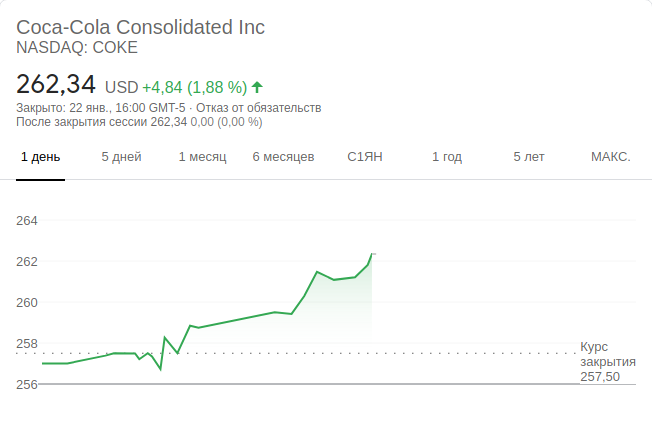 Coca-Cola Consolidated Inc
NASDAQ: COKE
262,34 USD +4,84 (1,88 %)
Закрыто: 22 янв., 16:00 GMT-5 · Отказ от обязательств
После закрытия сессии 262,34 0,00 (0,00 %)
1 день 5 дней 1 месяц 6 месяцев С1ЯН 1 год 5 лет МАКС.
264
262
260
258
256
Курс
закрытия
257,50